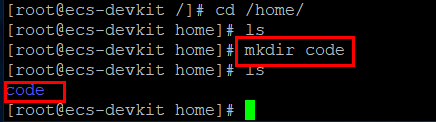 [root@ecs-devkit /]# cd /home/
[root@ecs-devkit home]# ls
[root@ecs-devkit home]# mkdir code
[root@ecs-devkit home]# ls
code
[root@ecs-devkit home]#